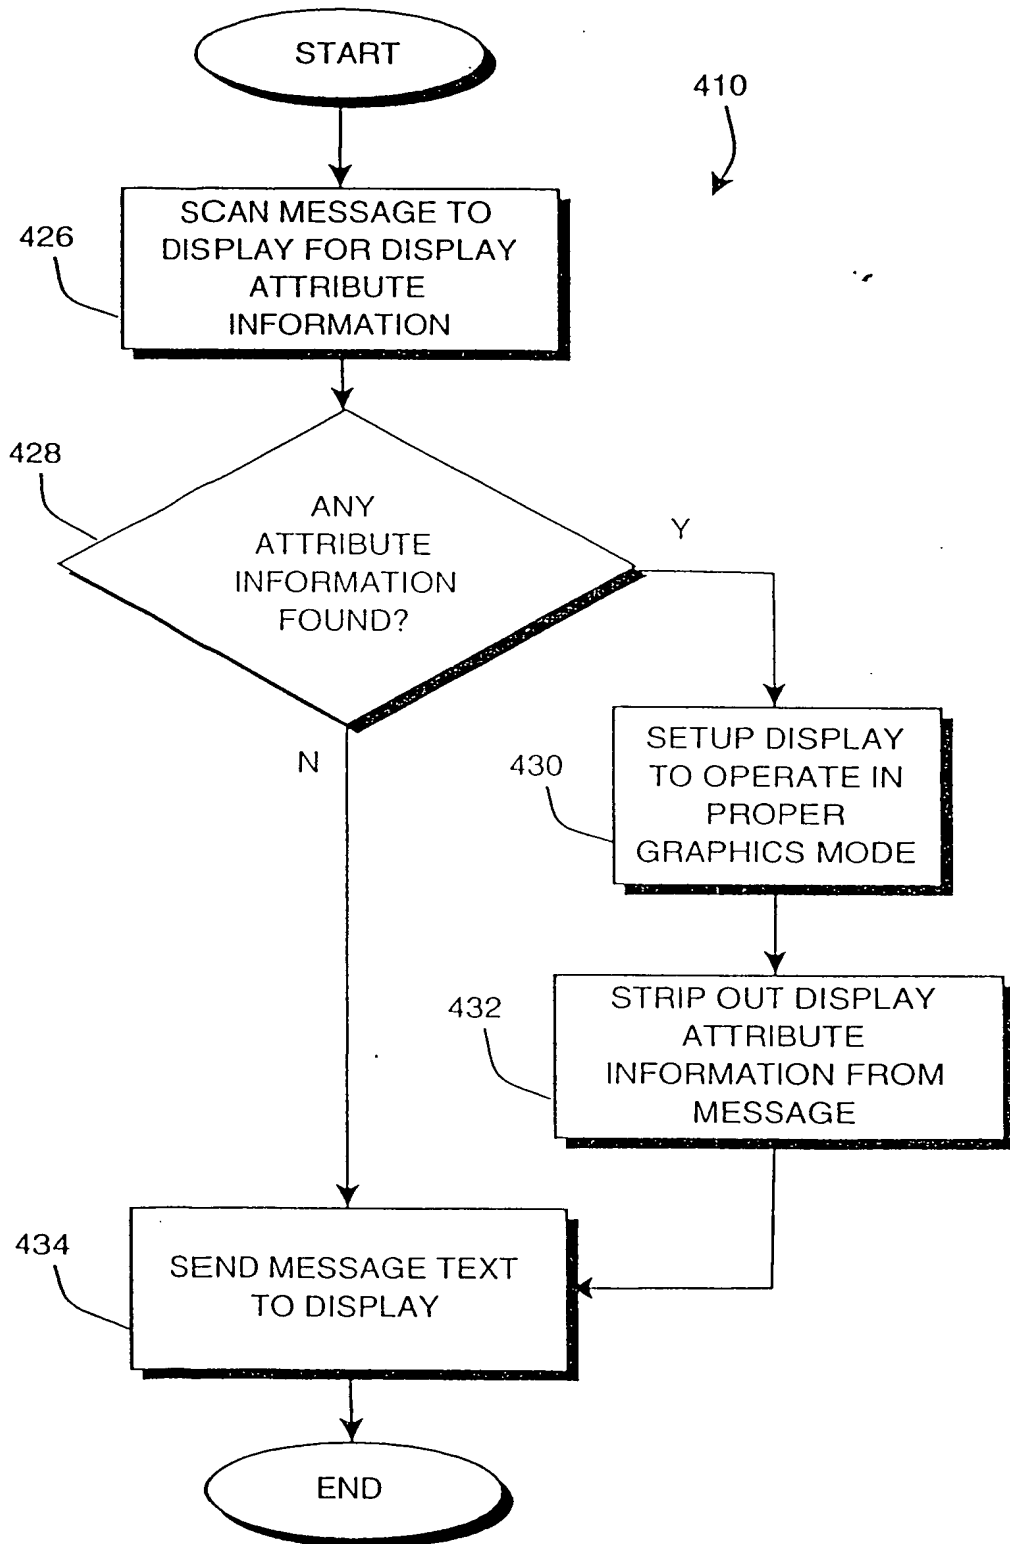 START
410
SCAN MESSAGE TO
DISPLAY FOR DISPLAY
ATTRIBUTE
INFORMATION
426
428
ANY
ATTRIBUTE
INFORMATION
FOUND?
Y
N
SETUP DISPLAY
TO OPERATE IN
PROPER
GRAPHICS MODE
430
STRIP OUT DISPLAY
ATTRIBUTE
INFORMATION FROM
MESSAGE
432
434
SEND MESSAGE TEXT
TO DISPLAY
END